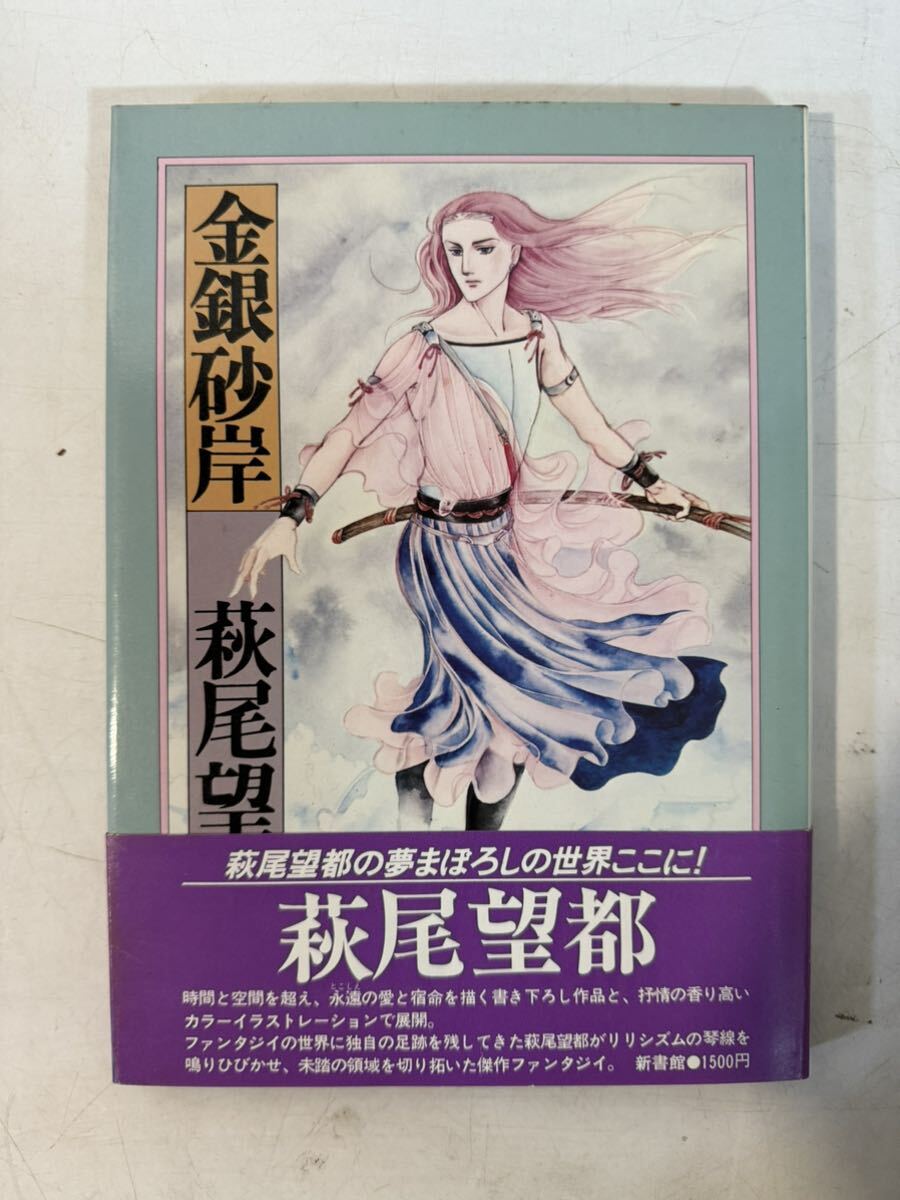 金銀砂岸
萩尾望
萩尾望都の夢まぼろしの世界ここに!
萩尾望都
時間と空間を超え、永遠の愛と宿命を描く書き下ろし作品と、抒情の香り高い
カラーイラストレーションで展開。
ファンタジイの世界に独自の足跡を残してきた萩尾望都がリリシズムの琴線を
鳴りひびかせ、未踏の領域を切り拓いた傑作ファンタジイ。 新書館●1500円